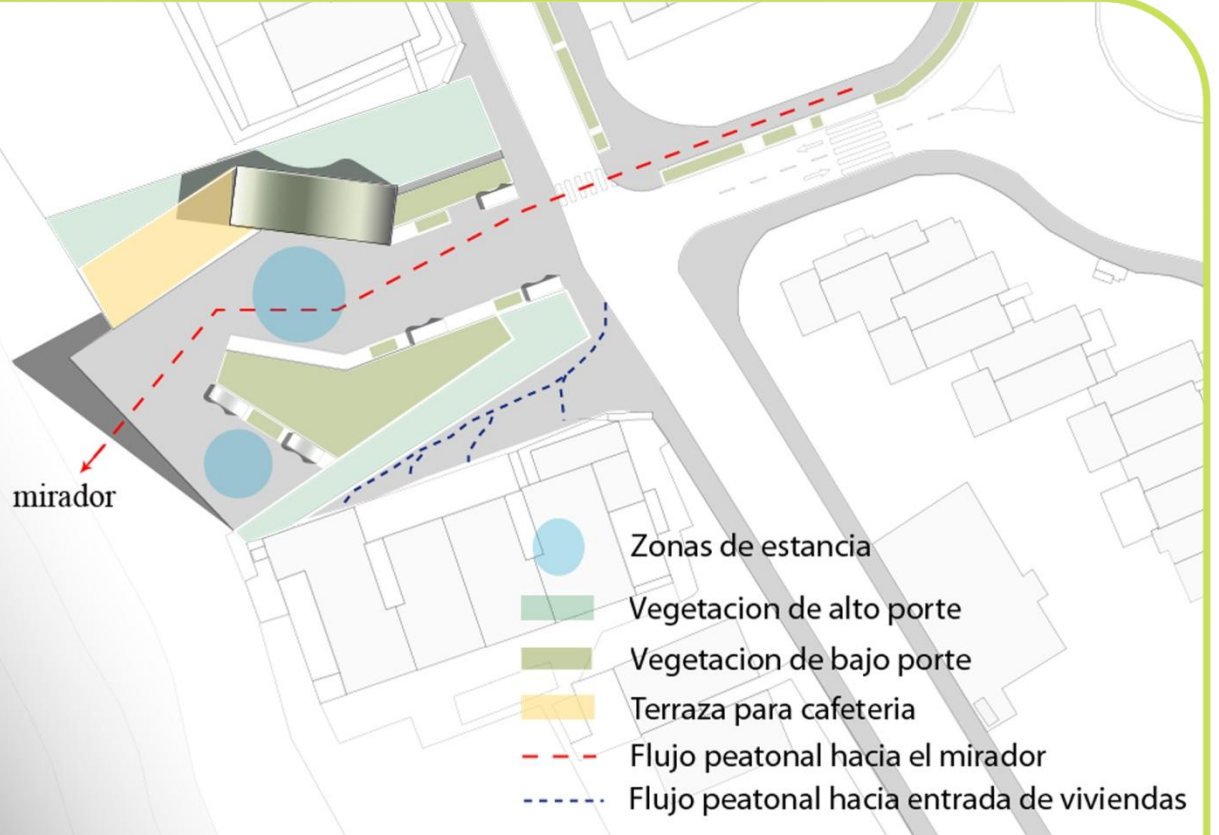 mirador
Zonas de estancia
Vegetacion de alto porte
Vegetacion de bajo porte
Terraza para cafeteria
Flujo peatonal hacia el mirador
Flujo peatonal hacia entrada de viviendas